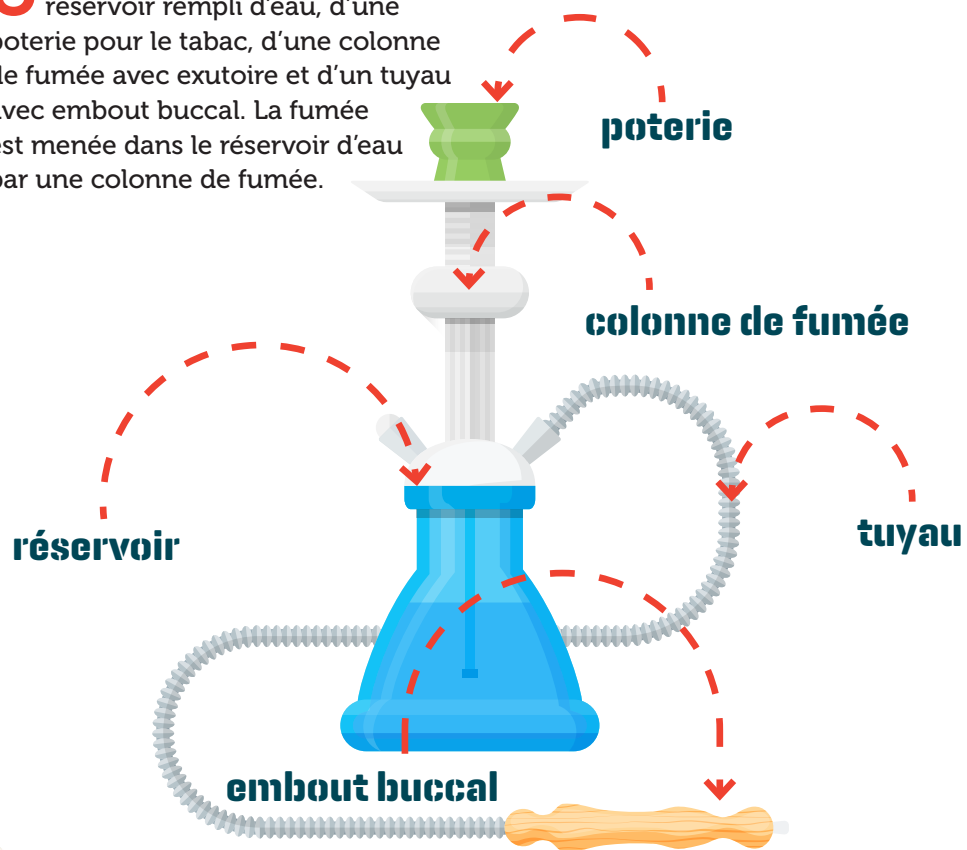 réservoir rempli d'eau, d'une
poterie pour le tabac, d'une colonne
de fumée avec exutoire et d'un tuyau
avec embout buccal. La fumée
est menée dans le réservoir d'eau
par une colonne de fumée.
poterie
colonne de fumée
réservoir
tuyau
embout buccal